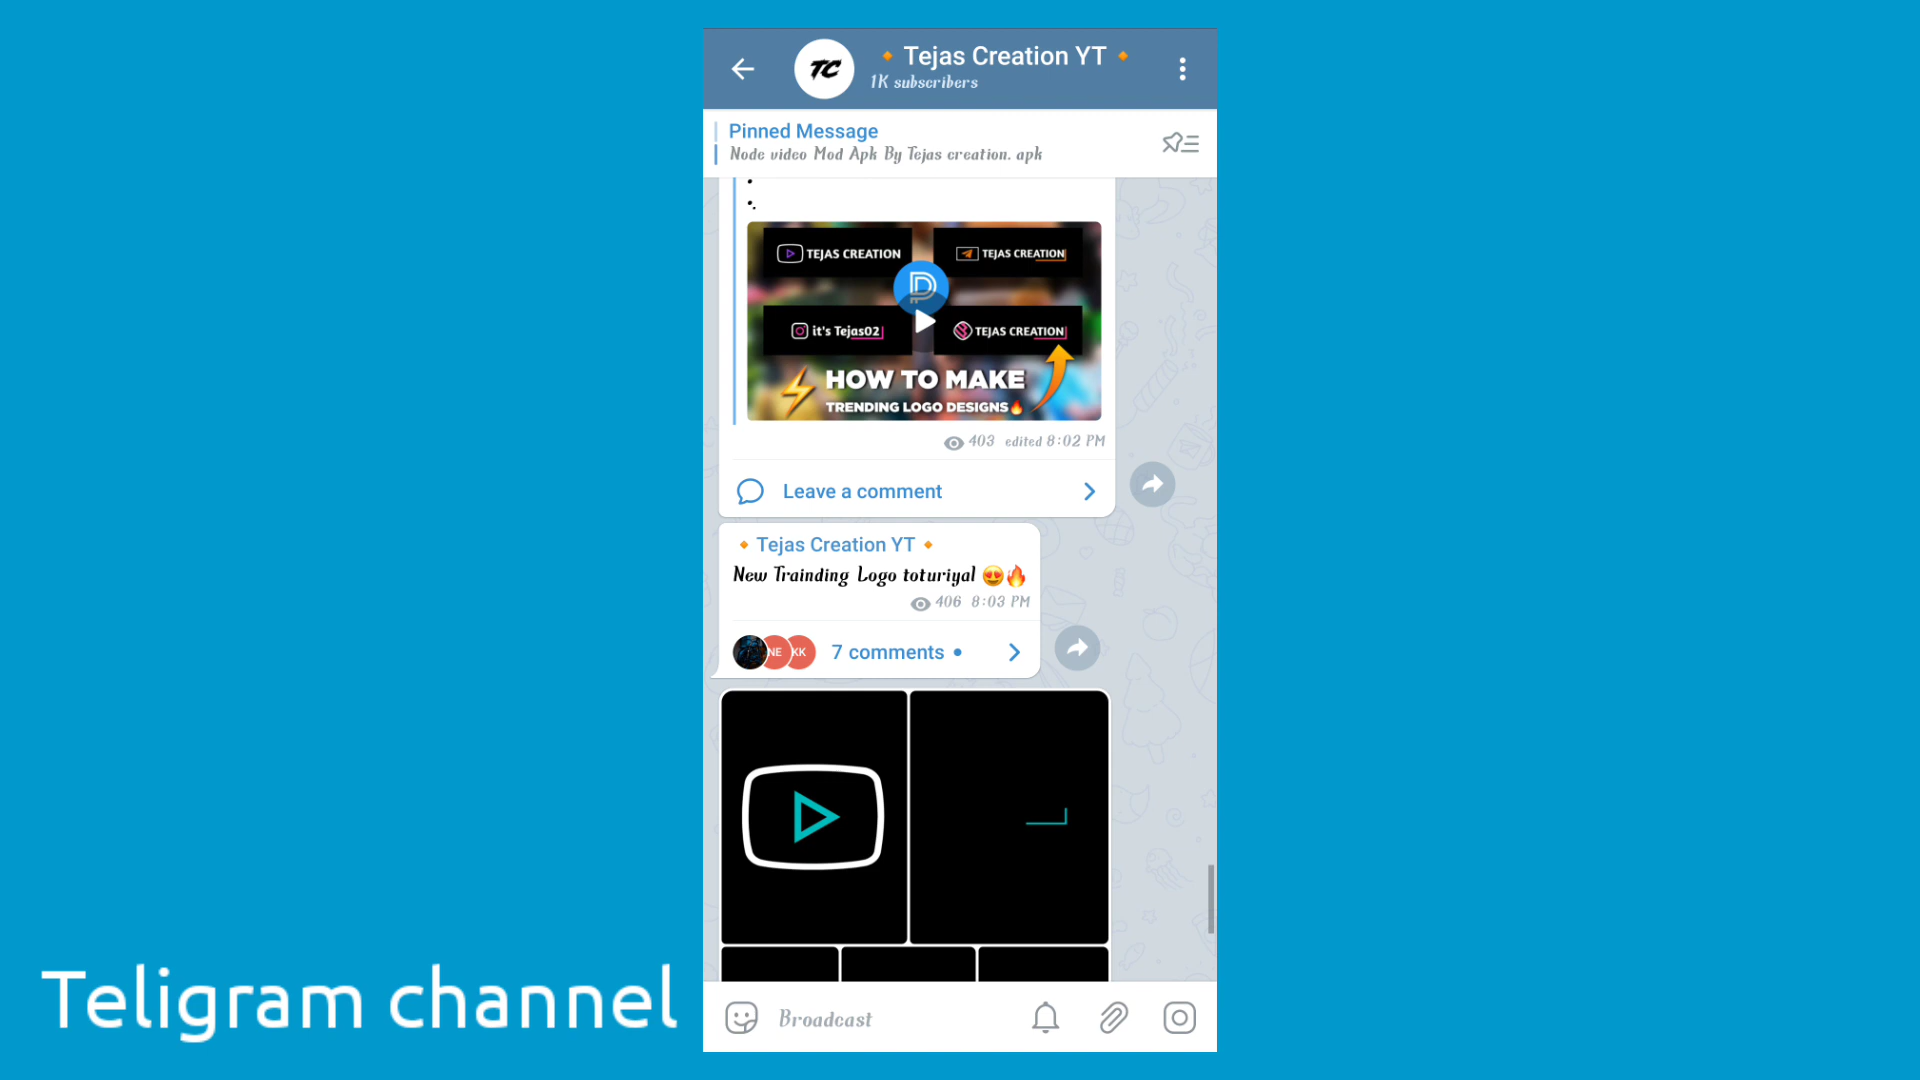 TC
🔸 Tejas Creation YT 🔸
1K subscribers
Pinned Message
Node video Mod Apk By Tejas creation. apk
TEJAS CREATION
TEJAS CREATION
it's Tejas02
TEJAS CREATION
HOW TO MAKE
TRENDING LOGO DESIGNS🔥
403 edited 8:02 PM
Leave a comment
🔸 Tejas Creation YT 🔸
New Trainding Logo toturiyal 😍🔥
406 8:03 PM
NE KK 7 comments
Broadcast
Teligram channel